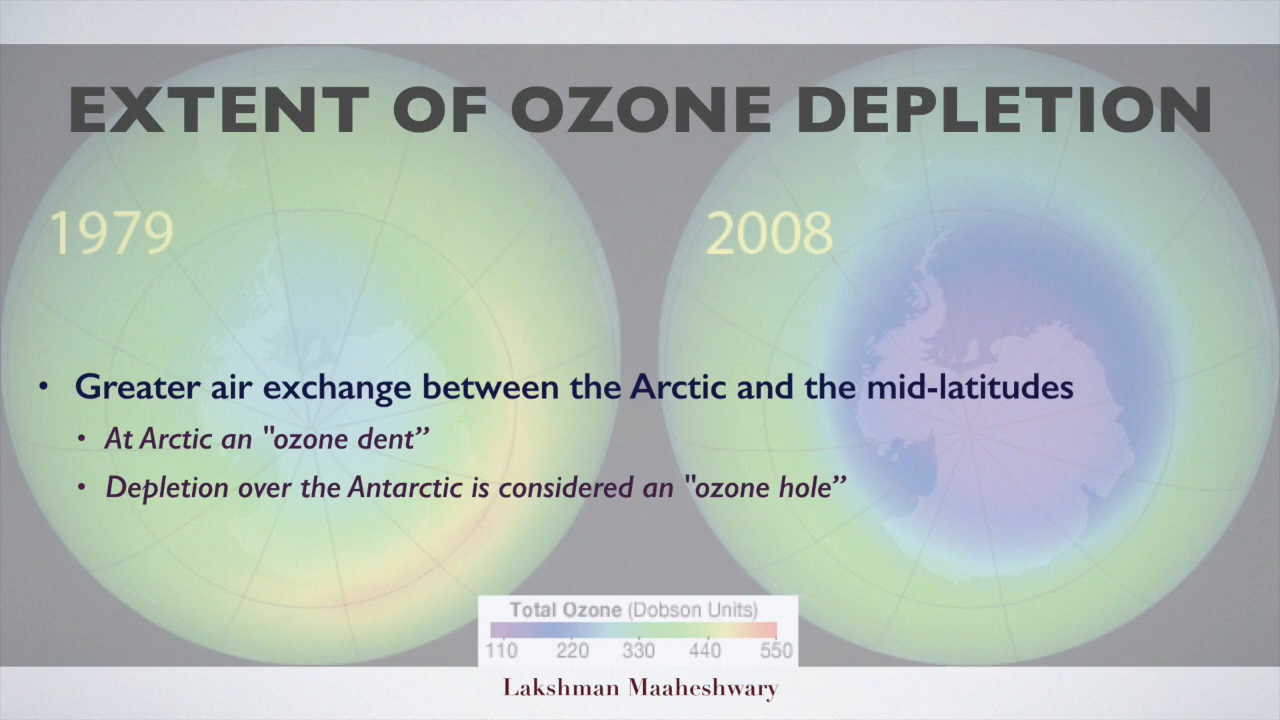 EXTENT OF OZONE DEPLETION
1979
2008
• Greater air exchange between the Arctic and the mid-latitudes
• At Arctic an "ozone dent”
• Depletion over the Antarctic is considered an "ozone hole”
Total Ozone (Dobson Units)
110 220 330 440 550
Lakshman Maaheshwary